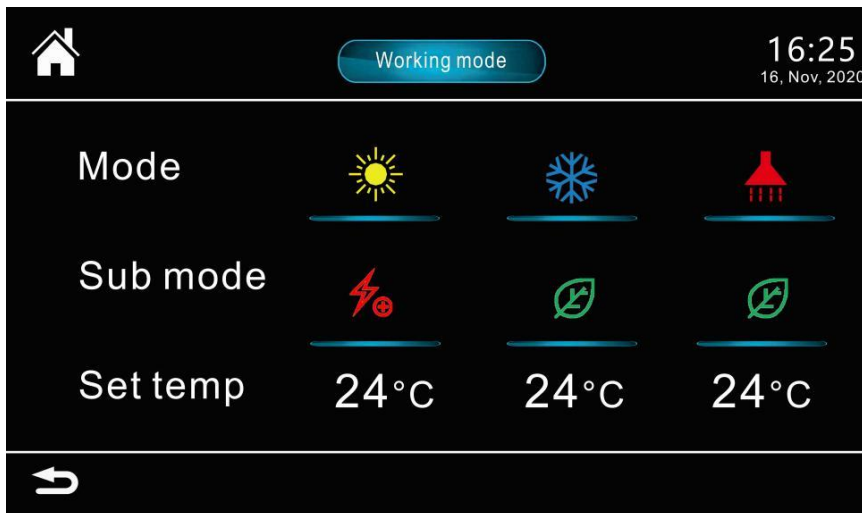 Working mode
16:25
16, Nov, 2020
Mode
Sub mode
Set temp 24°C 24°C 24°C